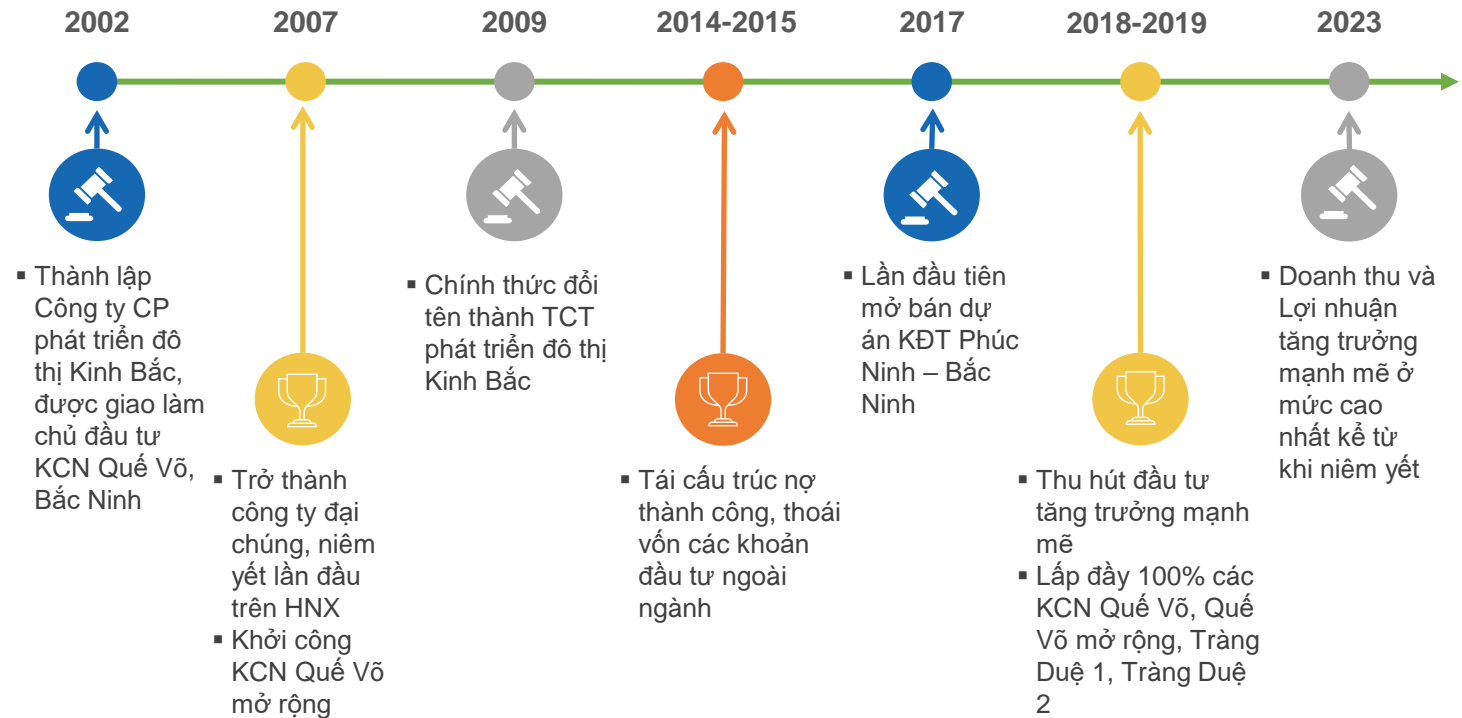 2002
2007
2009
2014-2015
2017
2018-2019
2023
▪ Thành lập
Công ty CP
phát triển đô
thị Kinh Bắc,
được giao làm
chủ đầu tư
KCN Quế Võ,
Bắc Ninh
▪ Trở thành
công ty đại
chúng, niêm
yết lần đầu
trên HNX
▪ Khởi công
KCN Quế Võ
mở rộng
▪ Chính thức đổi
tên thành TCT
phát triển đô thị
Kinh Bắc
▪ Tái cấu trúc nợ
thành công, thoái
vốn các khoản
đầu tư ngoài
ngành
▪ Lần đầu tiên
mở bán dự
án KĐT Phúc
Ninh – Bắc
Ninh
▪ Thu hút đầu tư
tăng trưởng mạnh
mẽ
▪ Lấp đầy 100% các
KCN Quế Võ, Quế
Võ mở rộng, Tràng
Duệ 1, Tràng Duệ
2
▪ Doanh thu và
Lợi nhuận
tăng trưởng
mạnh mẽ ở
mức cao
nhất kể từ
khi niêm yết